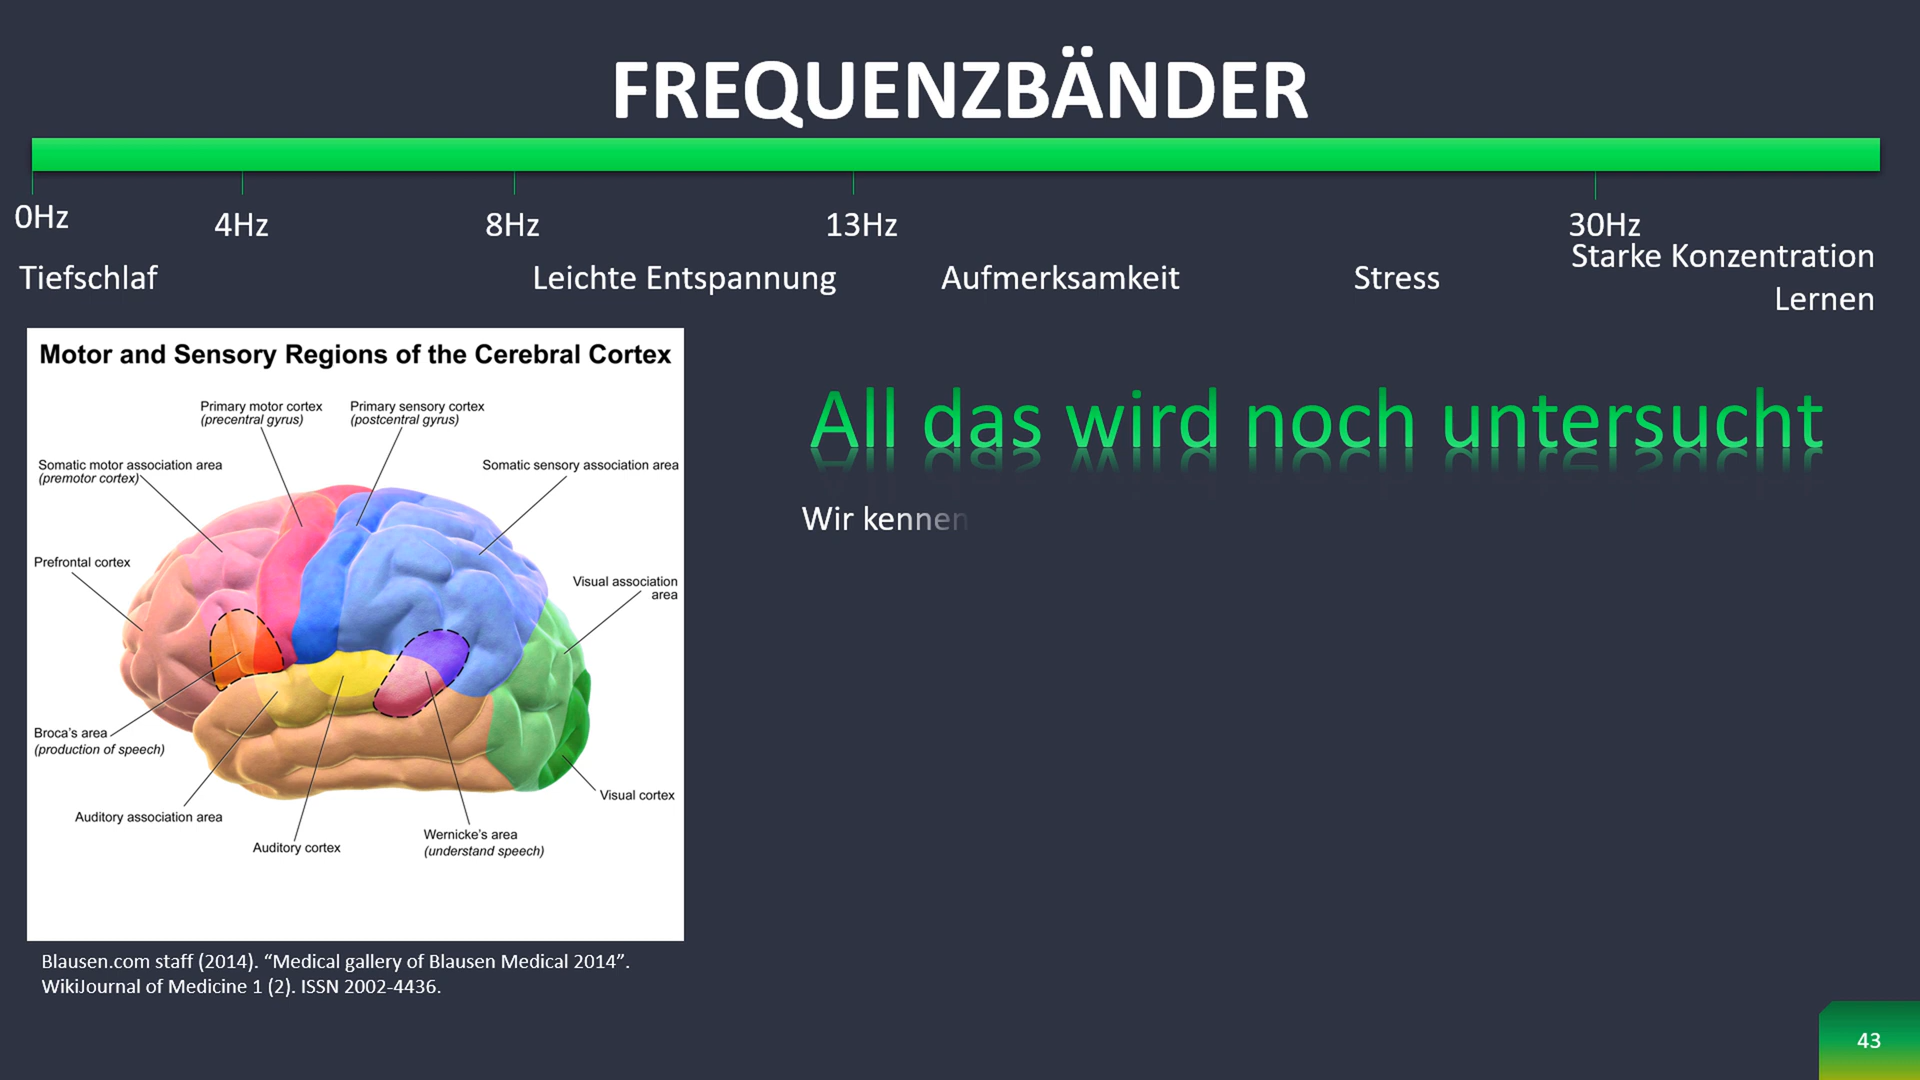 FREQUENZBÄNDER
0Hz
4Hz
8Hz
13Hz
30Hz
Tiefschlaf
Leichte Entspannung
Aufmerksamkeit
Stress
Starke Konzentration
Lernen
Motor and Sensory Regions of the Cerebral Cortex
Primary motor cortex
(precentral gyrus)
Primary sensory cortex
(postcentral gyrus)
Somatic motor association area
(premotor cortex)
Somatic sensory association area
Prefrontal cortex
Visual association
area
Broca's area
(production of speech)
Visual cortex
Auditory association area
Auditory cortex
Wernicke's area
(understand speech)
All das wird noch untersucht
Wir kennen
Blausen.com staff (2014). “Medical gallery of Blausen Medical 2014”.
WikiJournal of Medicine 1 (2). ISSN 2002-4436.
43